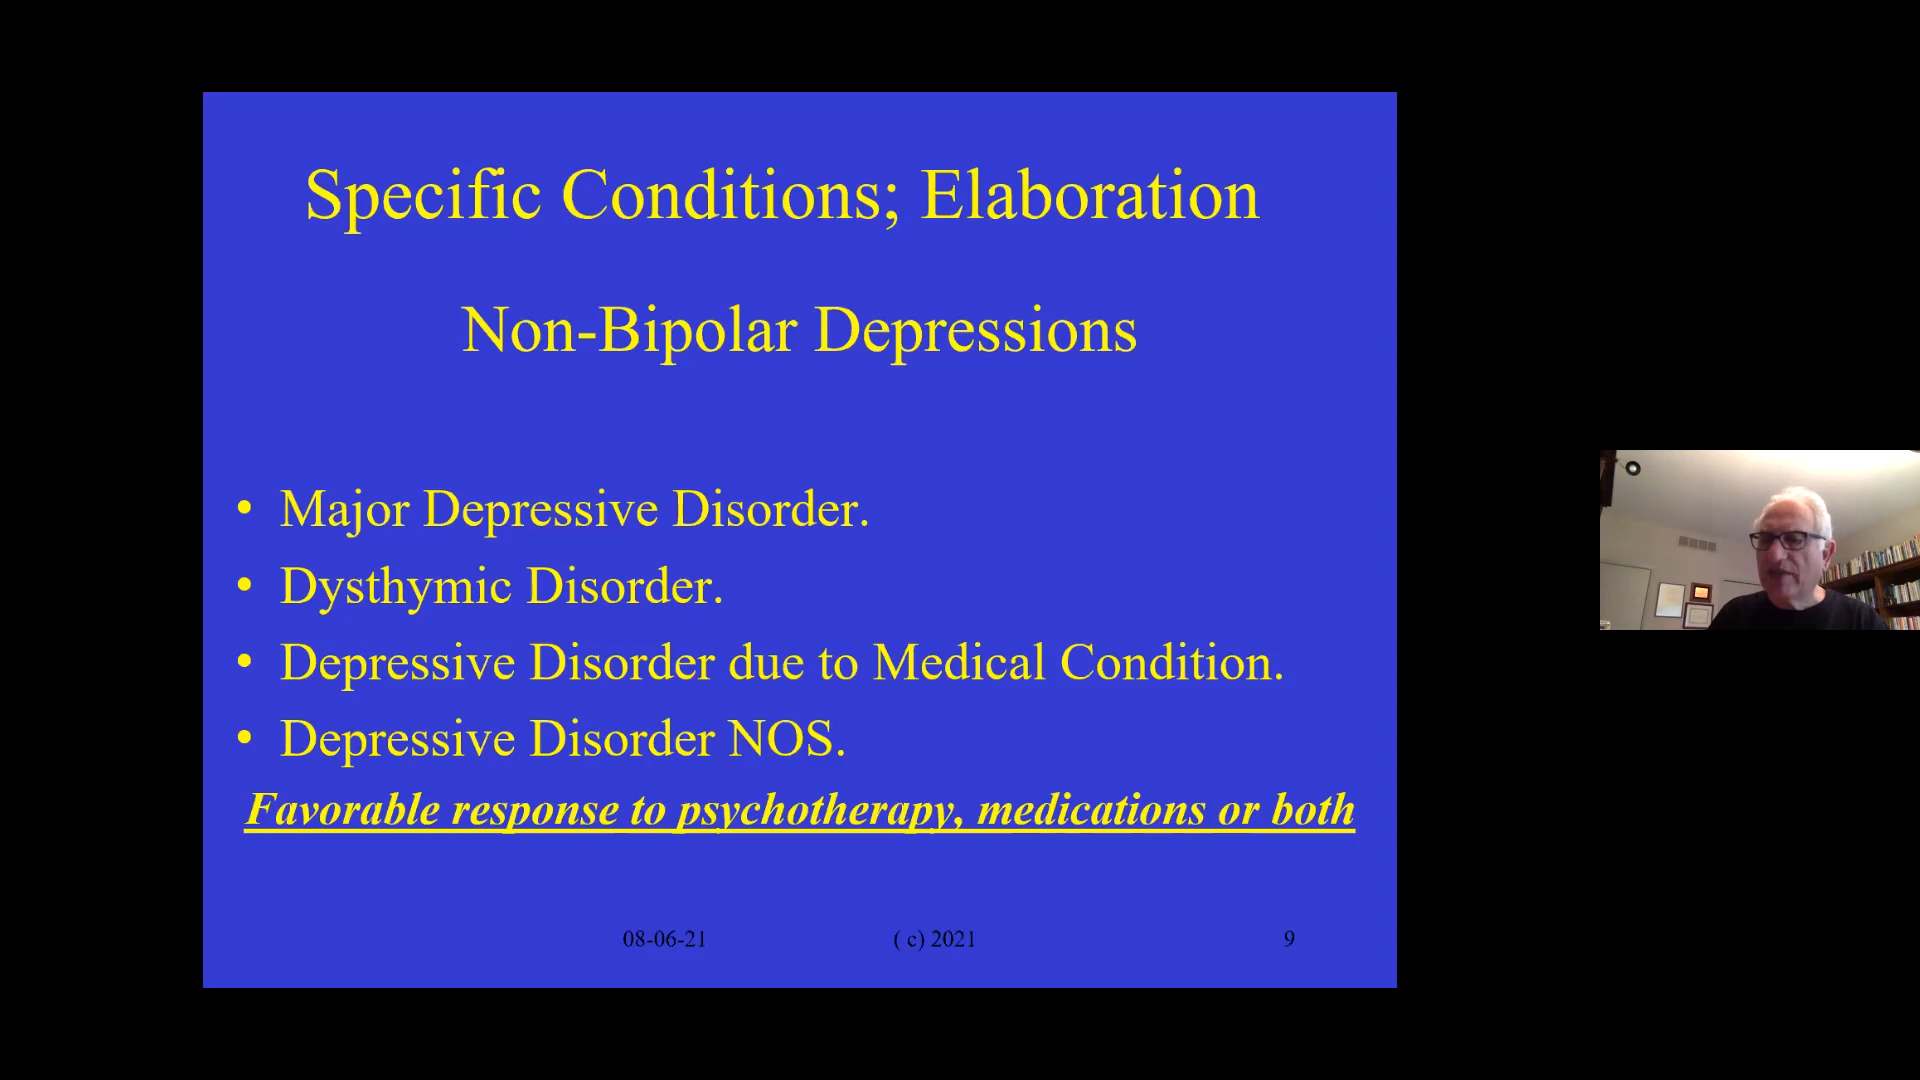 Specific Conditions; Elaboration
Non-Bipolar Depressions
• Major Depressive Disorder.
• Dysthymic Disorder.
• Depressive Disorder due to Medical Condition.
• Depressive Disorder NOS.
Favorable response to psychotherapy, medications or both
08-06-21 ( c) 2021 9